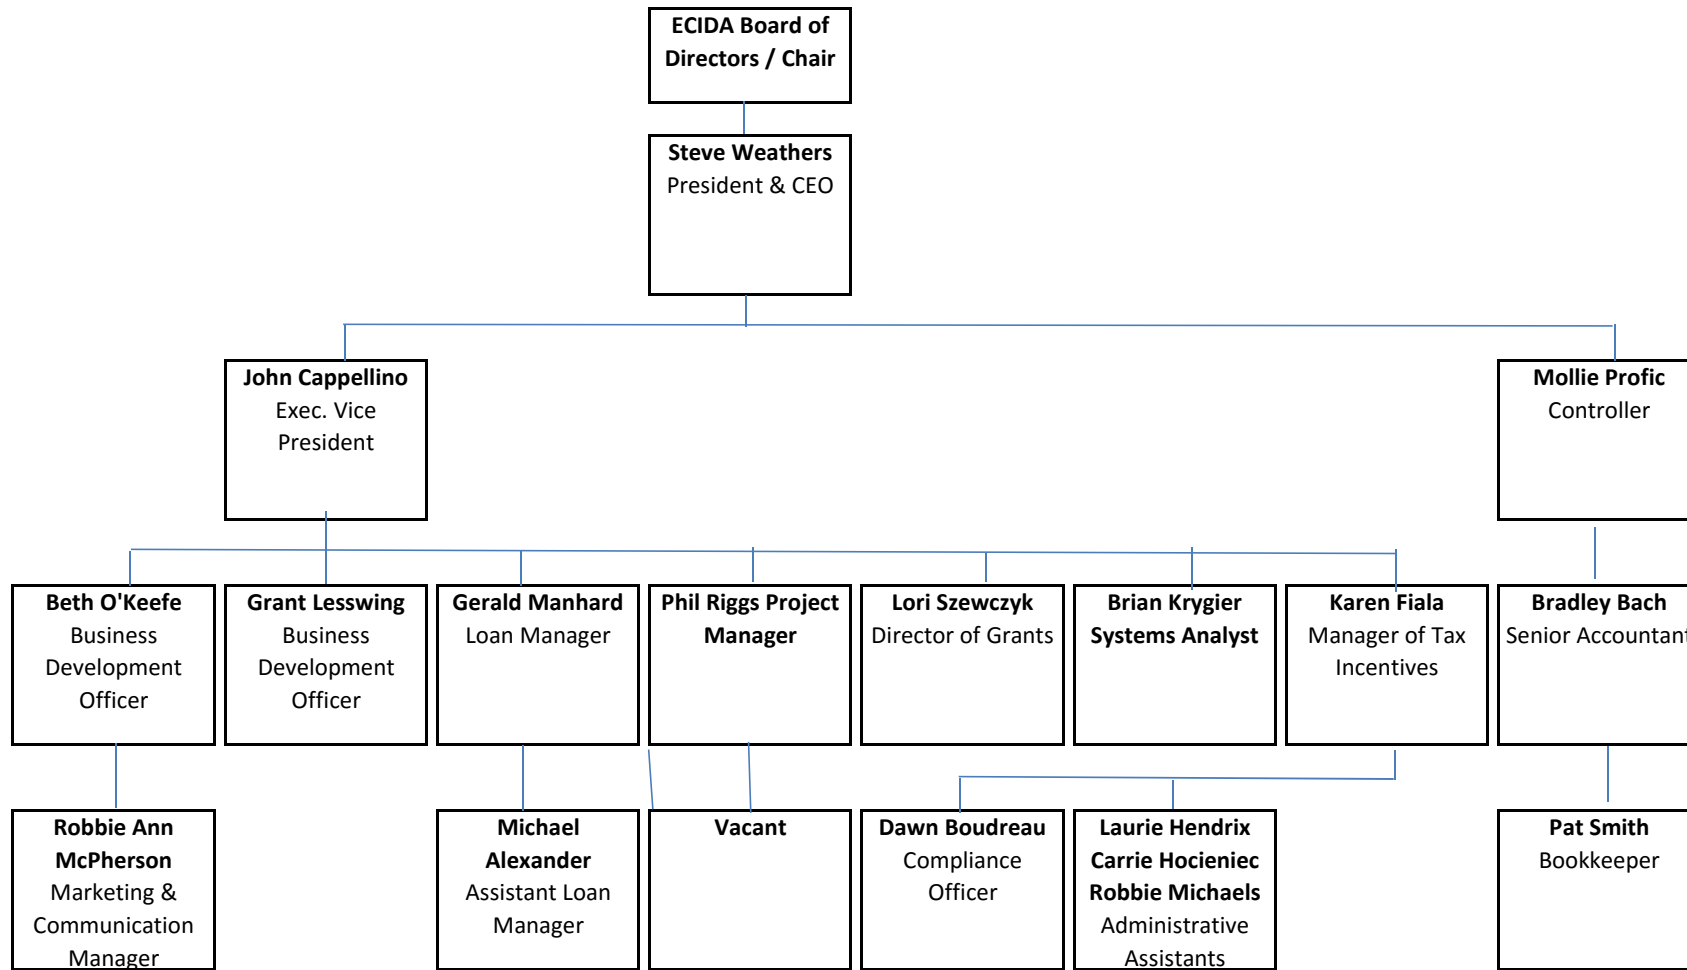 ECIDA Board of
Directors / Chair
Steve Weathers
President & CEO
John Cappellino
Exec. Vice
President
Mollie Profic
Controller
Beth O'Keefe
Business
Development
Officer
Grant Lesswing
Business
Development
Officer
Gerald Manhard
Loan Manager
Phil Riggs Project
Manager
Lori Szewczyk
Director of Grants
Brian Krygier
Systems Analyst
Karen Fiala
Manager of Tax
Incentives
Bradley Bach
Senior Accountant
Robbie Ann
McPherson
Marketing &
Communication
Manager
Michael
Alexander
Assistant Loan
Manager
Vacant
Dawn Boudreau
Compliance
Officer
Laurie Hendrix
Carrie Hocieniec
Robbie Michaels
Administrative
Assistants
Pat Smith
Bookkeeper